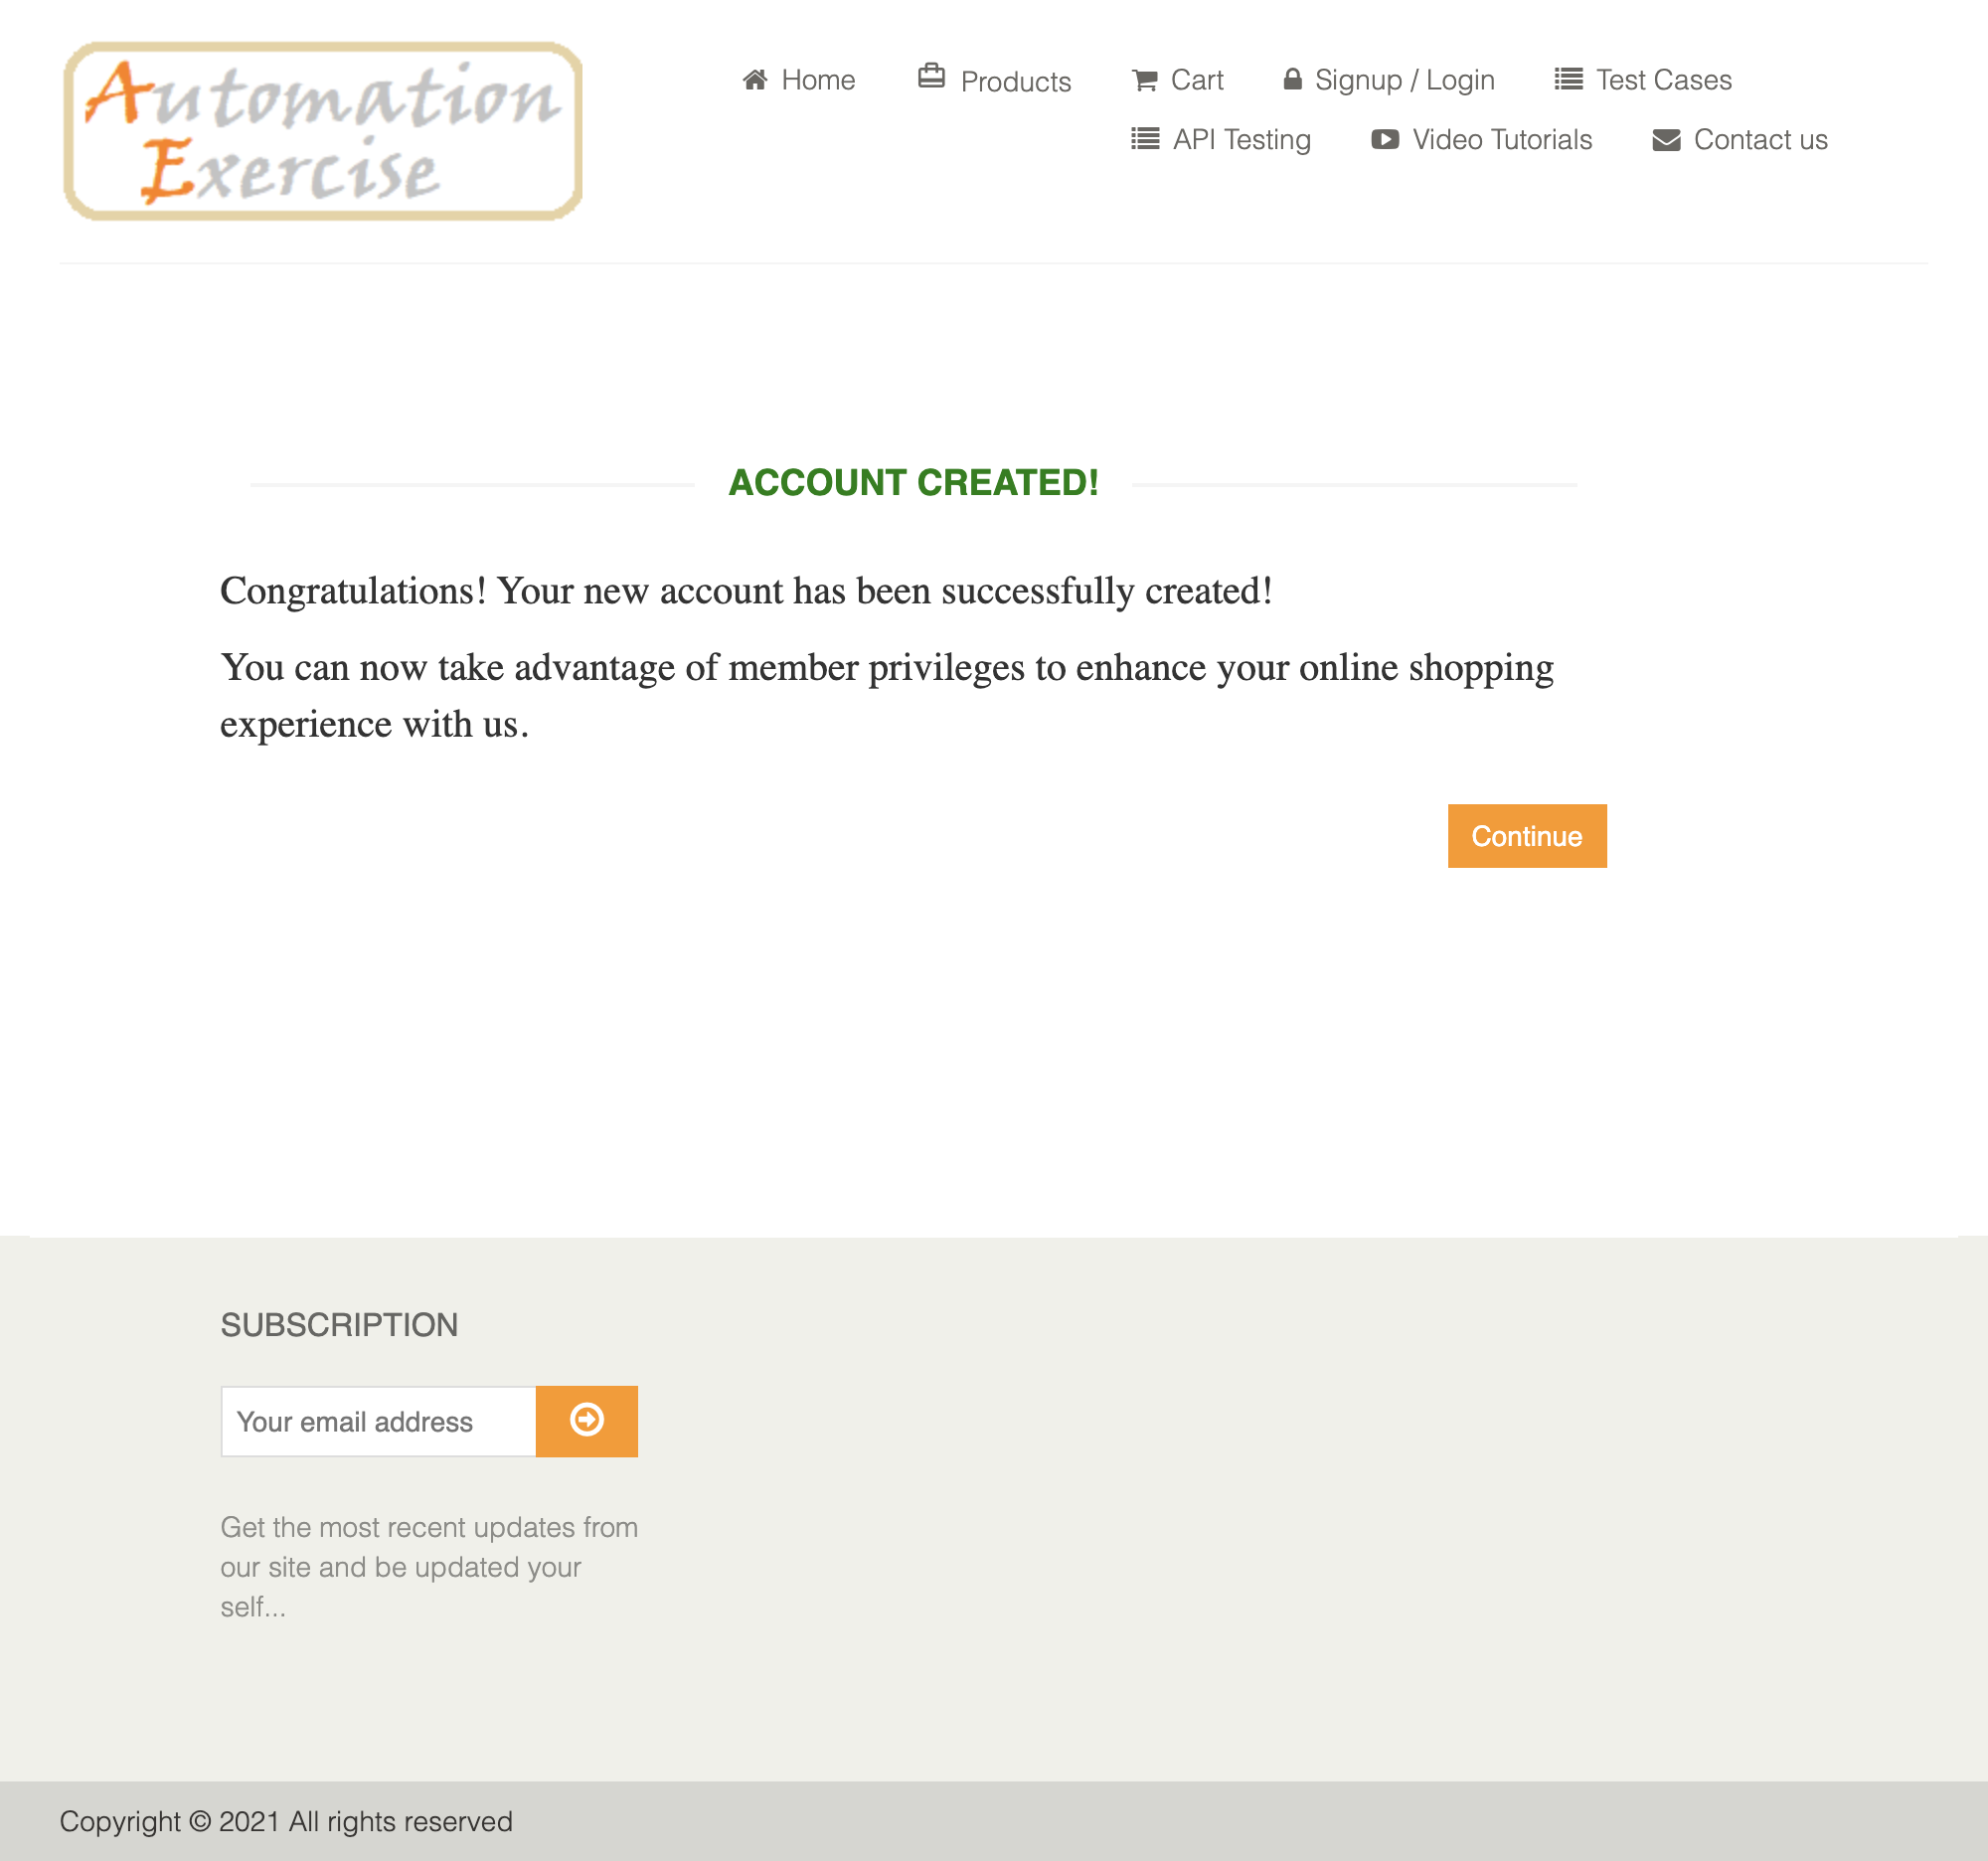 Automation
Exercise
Home Products Cart Signup / Login Test Cases
API Testing Video Tutorials Contact us
ACCOUNT CREATED!
Congratulations! Your new account has been successfully created!
You can now take advantage of member privileges to enhance your online shopping
experience with us.
Continue
SUBSCRIPTION
Your email address
Get the most recent updates from
our site and be updated your
self...
Copyright © 2021 All rights reserved